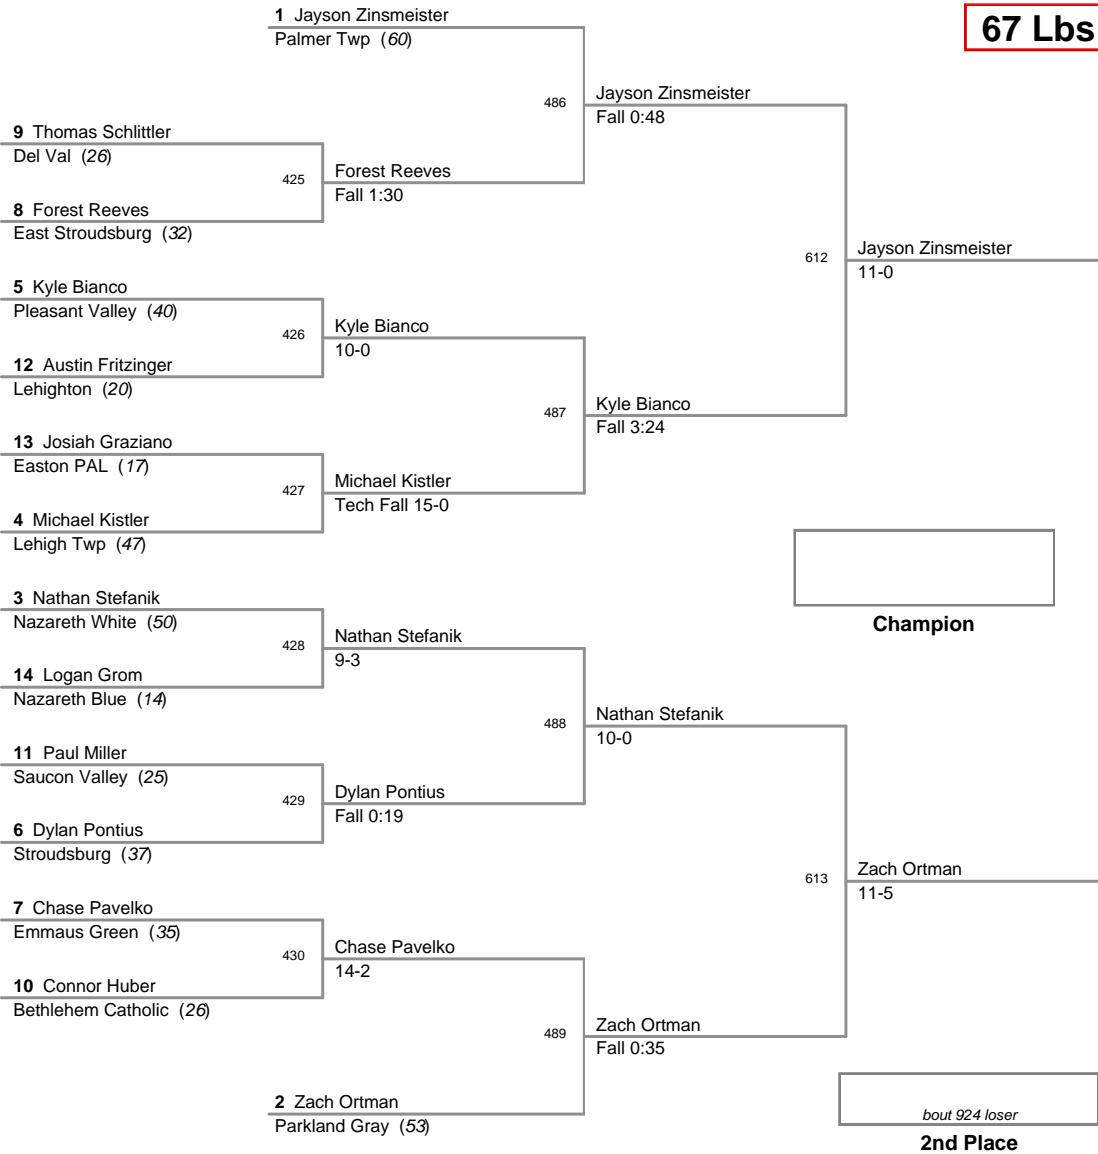 1 Jayson Zinsmeister
Palmer Twp (60)
67 Lbs
486
Jayson Zinsmeister
Fall 0:48
9 Thomas Schlittler
Del Val (26)
425
Forest Reeves
Fall 1:30
8 Forest Reeves
East Stroudsburg (32)
612
Jayson Zinsmeister
11-0
5 Kyle Bianco
Pleasant Valley (40)
426
Kyle Bianco
10-0
12 Austin Fritzinger
Lehighton (20)
487
Kyle Bianco
Fall 3:24
13 Josiah Graziano
Easton PAL (17)
427
Michael Kistler
Tech Fall 15-0
4 Michael Kistler
Lehigh Twp (47)
Champion
3 Nathan Stefanik
Nazareth White (50)
428
Nathan Stefanik
9-3
14 Logan Grom
Nazareth Blue (14)
488
Nathan Stefanik
10-0
11 Paul Miller
Saucon Valley (25)
429
Dylan Pontius
Fall 0:19
6 Dylan Pontius
Stroudsburg (37)
613
Zach Ortman
11-5
7 Chase Pavelko
Emmaus Green (35)
430
Chase Pavelko
14-2
10 Connor Huber
Bethlehem Catholic (26)
489
Zach Ortman
Fall 0:35
2 Zach Ortman
Parkland Gray (53)
bout 924 loser
2nd Place